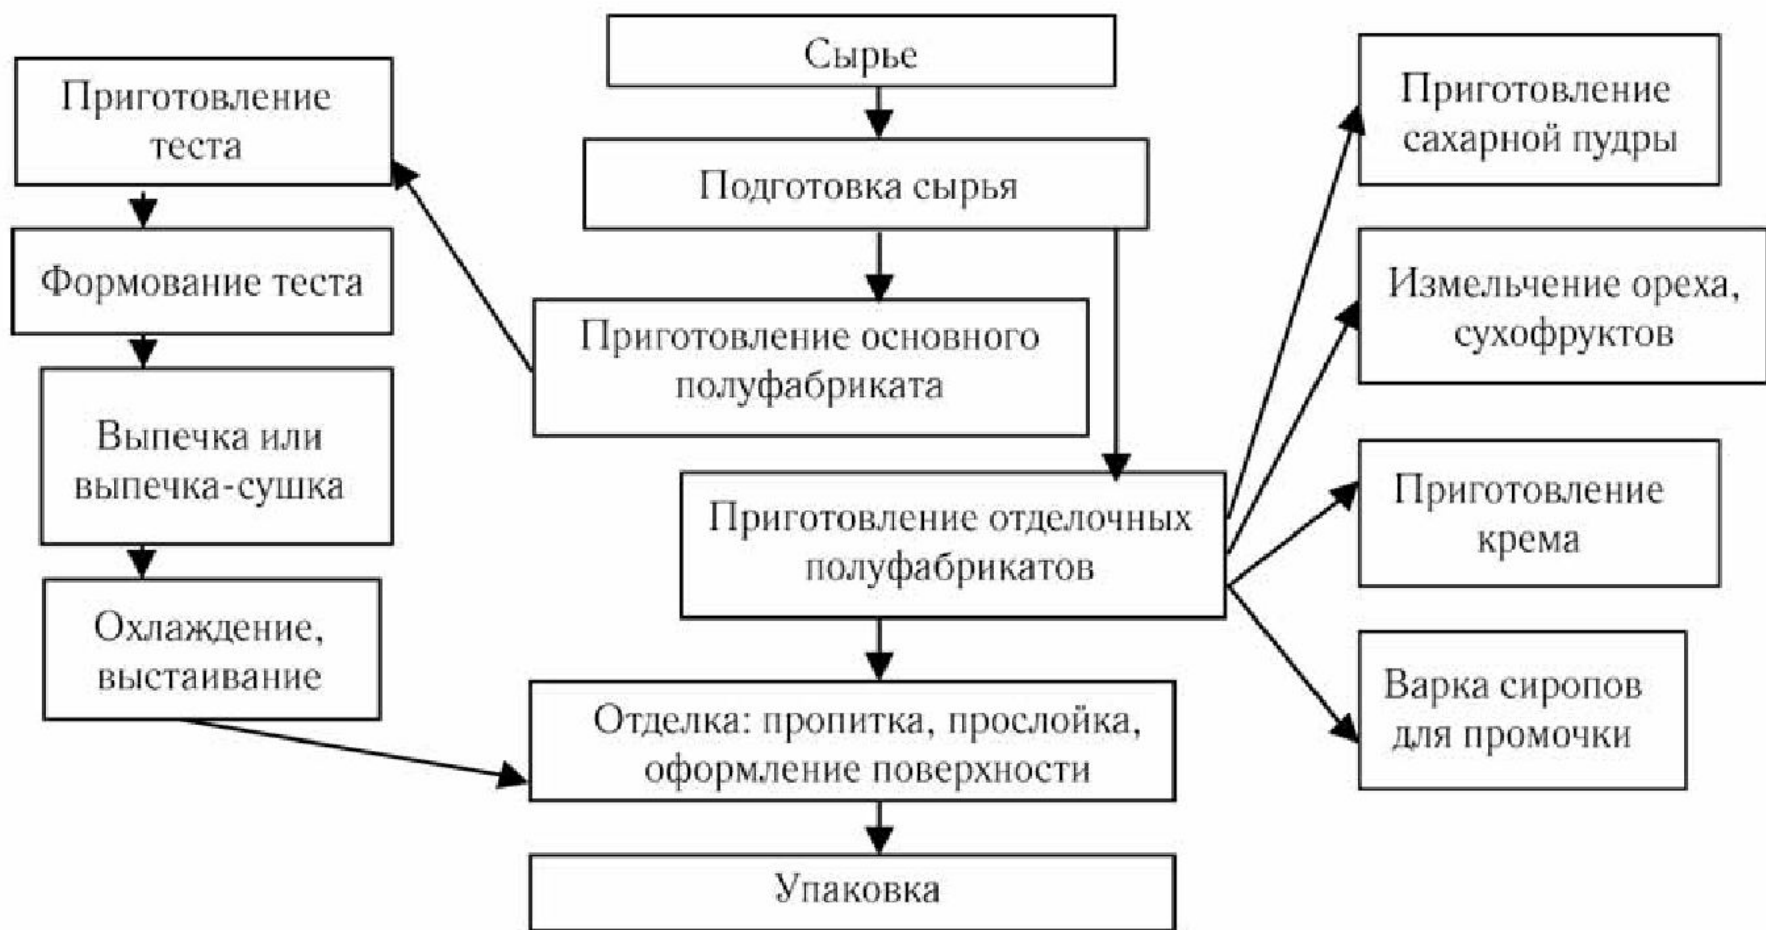 Сырье
Приготовление
теста
Подготовка сырья
Приготовление
сахарной пудры
Формование теста
Приготовление основного
полуфабриката
Измельчение ореха,
сухофруктов
Выпечка или
выпечка-сушка
Приготовление отделочных
полуфабрикатов
Приготовление
крема
Охлаждение,
выстаивание
Отделка: пропитка, прослойка,
оформление поверхности
Варка сиропов
для промочки
Упаковка